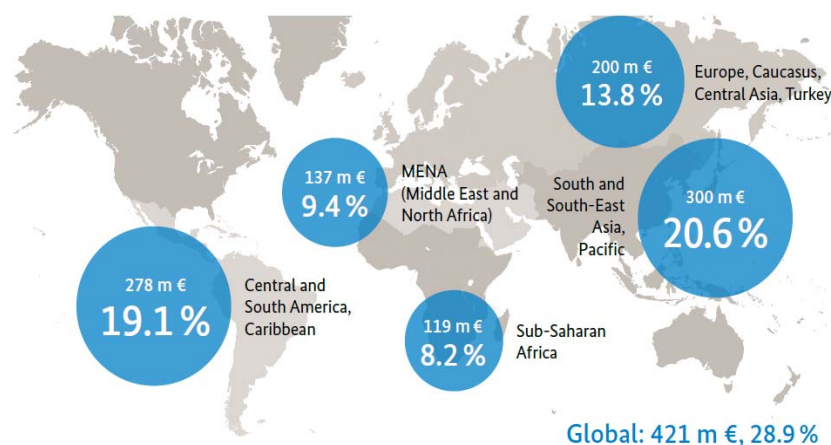 200 m €
13.8 %
Europe, Caucasus,
Central Asia, Turkey
137 m €
9.4 %
MENA
(Middle East and
North Africa)
South and
South-East
Asia,
Pacific
300 m €
20.6 %
278 m €
19.1 %
Central and
South America,
Caribbean
119 m €
8.2 %
Sub-Saharan
Africa
Global: 421 m €, 28.9 %